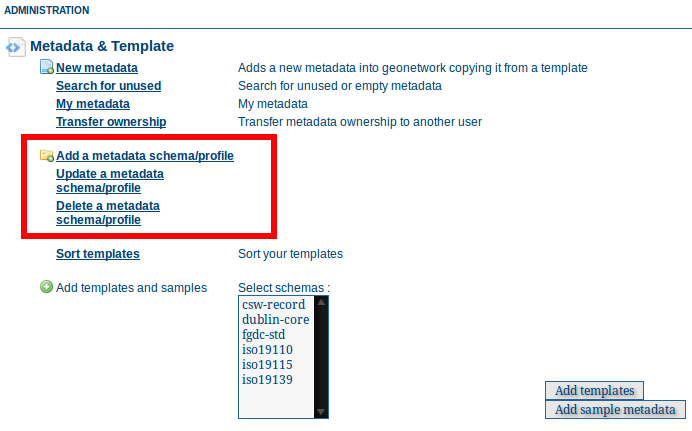 ADMINISTRATION
Metadata & Template
New metadata Adds a new metadata into geonetwork copying it from a template
Search for unused Search for unused or empty metadata
My metadata My metadata
Transfer ownership Transfer metadata ownership to another user
Add a metadata schema/profile
Update a metadata
schema/profile
Delete a metadata
schema/profile
Sort templates Sort your templates
Add templates and samples Select schemas :
csw-record
dublin-core
fgdc-std
iso19110
iso19115
iso19139
Add templates
Add sample metadata